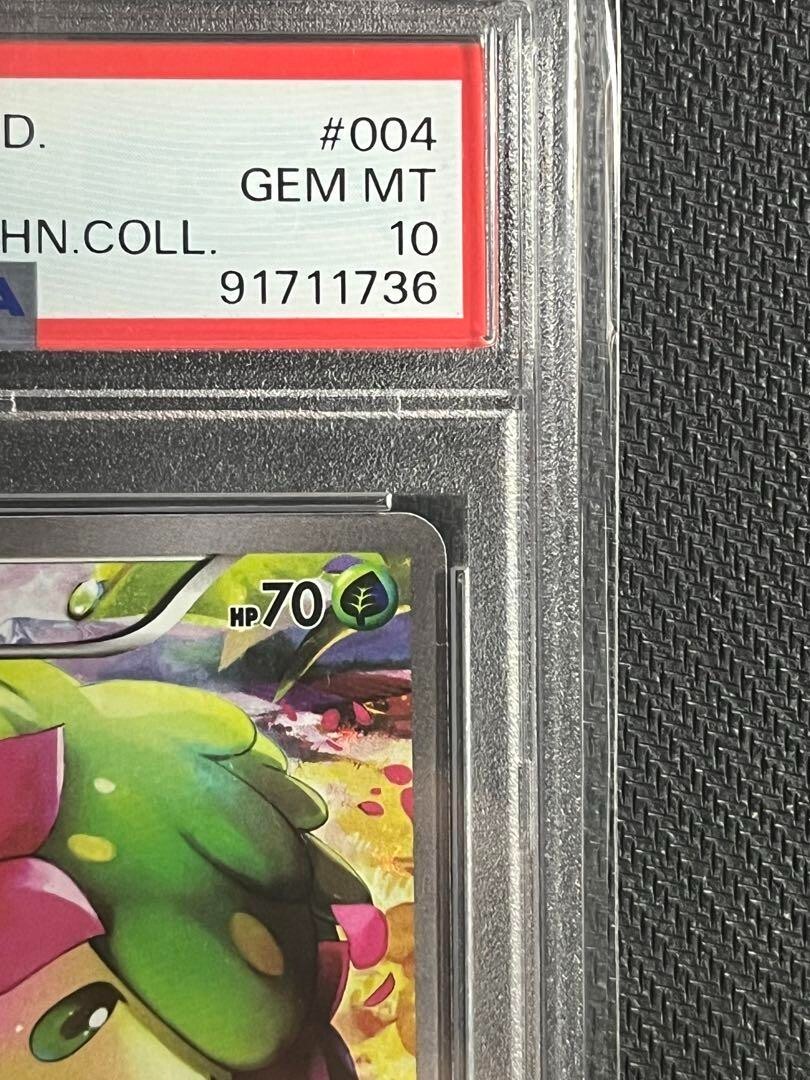 D. #004
GEM MT
HN.COLL. 10
A 91711736
HP70